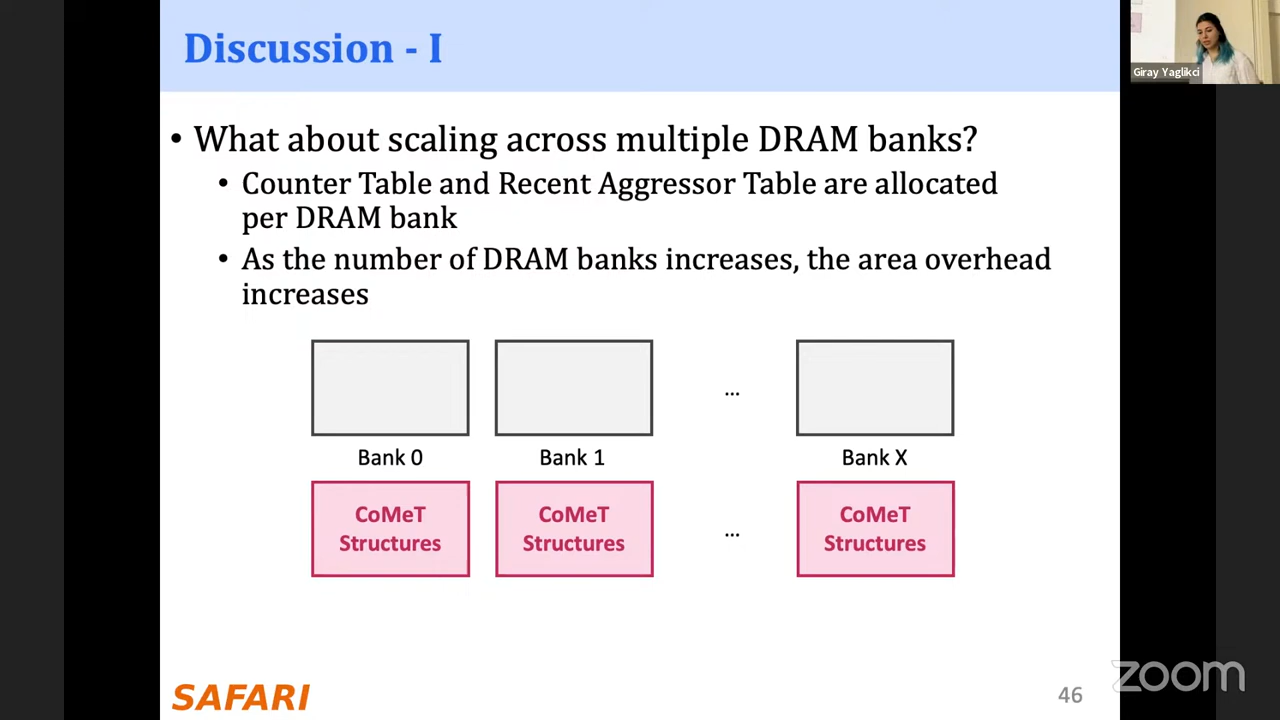 Discussion - I
Giray Yaglikci
• What about scaling across multiple DRAM banks?
• Counter Table and Recent Aggressor Table are allocated
per DRAM bank
• As the number of DRAM banks increases, the area overhead
increases
...
Bank 0
Bank 1
Bank X
CoMeT
Structures
CoMeT
Structures
...
CoMeT
Structures
SAFARI
46
zoom